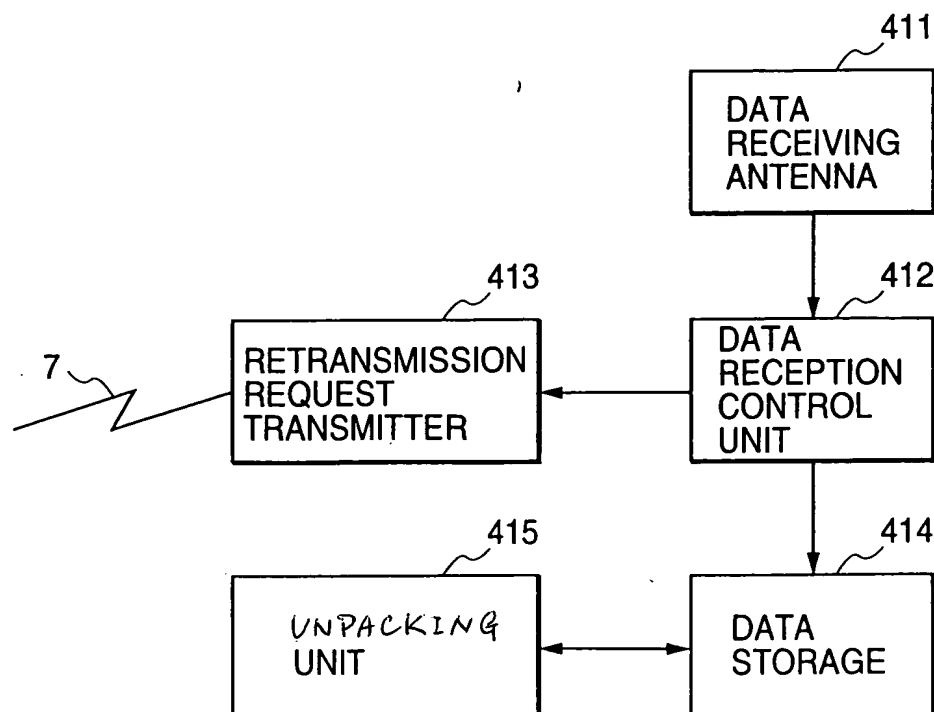 411
DATA
RECEIVING
ANTENNA
413
412
7
RETRANSMISSION
REQUEST
TRANSMITTER
DATA
RECEPTION
CONTROL
UNIT
415
414
UNPACKING
UNIT
DATA
STORAGE